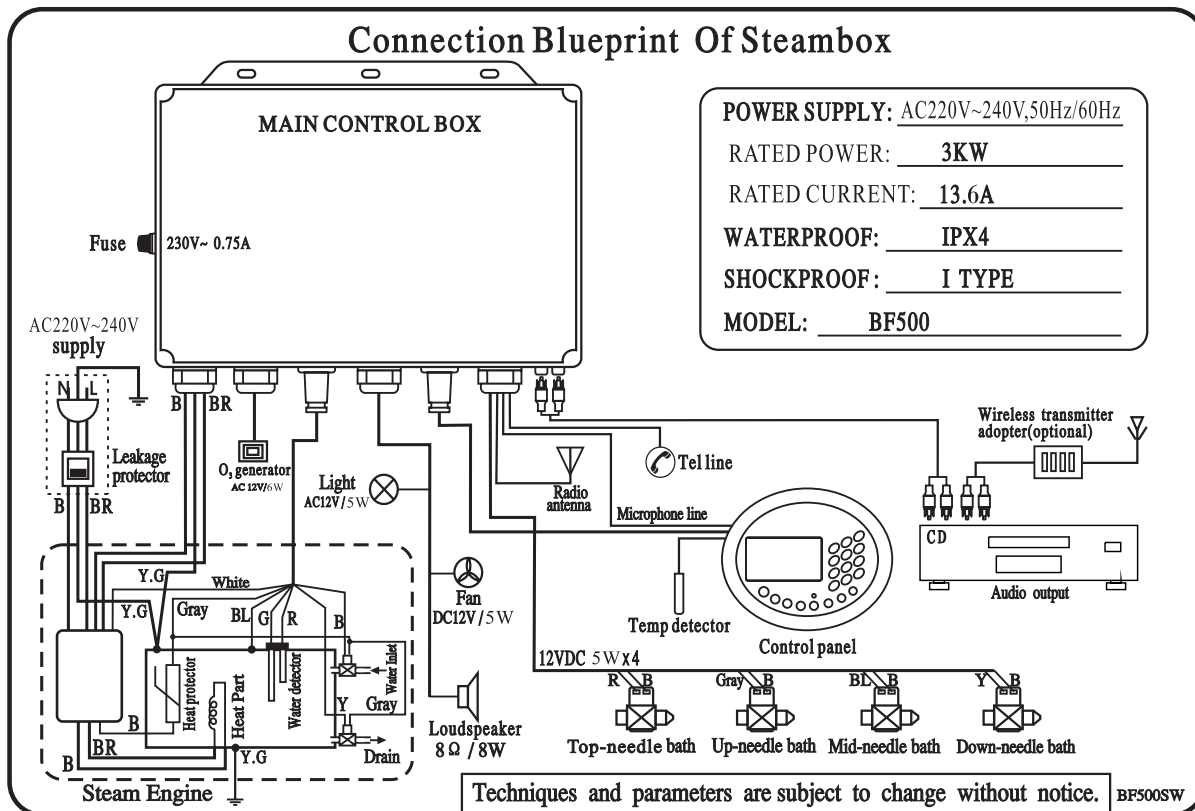 Connection Blueprint Of Steambox
MAIN CONTROL BOX
POWER SUPPLY: AC220V~240V,50Hz/60Hz
RATED POWER: 3KW
RATED CURRENT: 13.6A
WATERPROOF: IPX4
SHOCKPROOF: I TYPE
MODEL: BF500
Fuse
230V~ 0.75A
AC220V~240V
supply
N L
B BR
Leakage
protector
B BR
O3 generator
AC 12V/6W
Light
AC12V/5W
Radio
antenna
Tel line
Microphone line
Wireless transmitter
adopter(optional)
CD
Audio output
Temp detector
Control panel
Fan
DC12V/5W
Loudspeaker
8Ω/8W
Y.G
Y.G
White
Gray
BL G R B
Heat protector
Heat Part
Water detector
Water Inlet
Y Gray
Drain
B
BR
B
Y.G
Steam Engine
12VDC 5W x4
R B
Gray B
BL B
Y B
Top-needle bath
Up-needle bath
Mid-needle bath
Down-needle bath
Techniques and parameters are subject to change without notice.
BF500SW